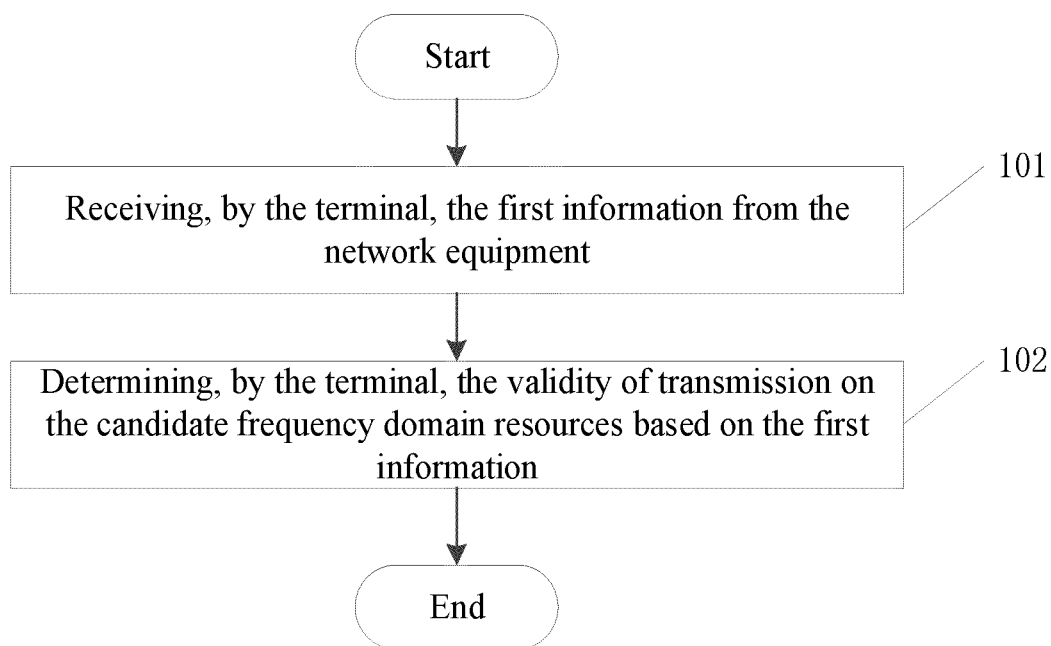 Start
101
Receiving, by the terminal, the first information from the
network equipment
102
Determining, by the terminal, the validity of transmission on
the candidate frequency domain resources based on the first
information
End